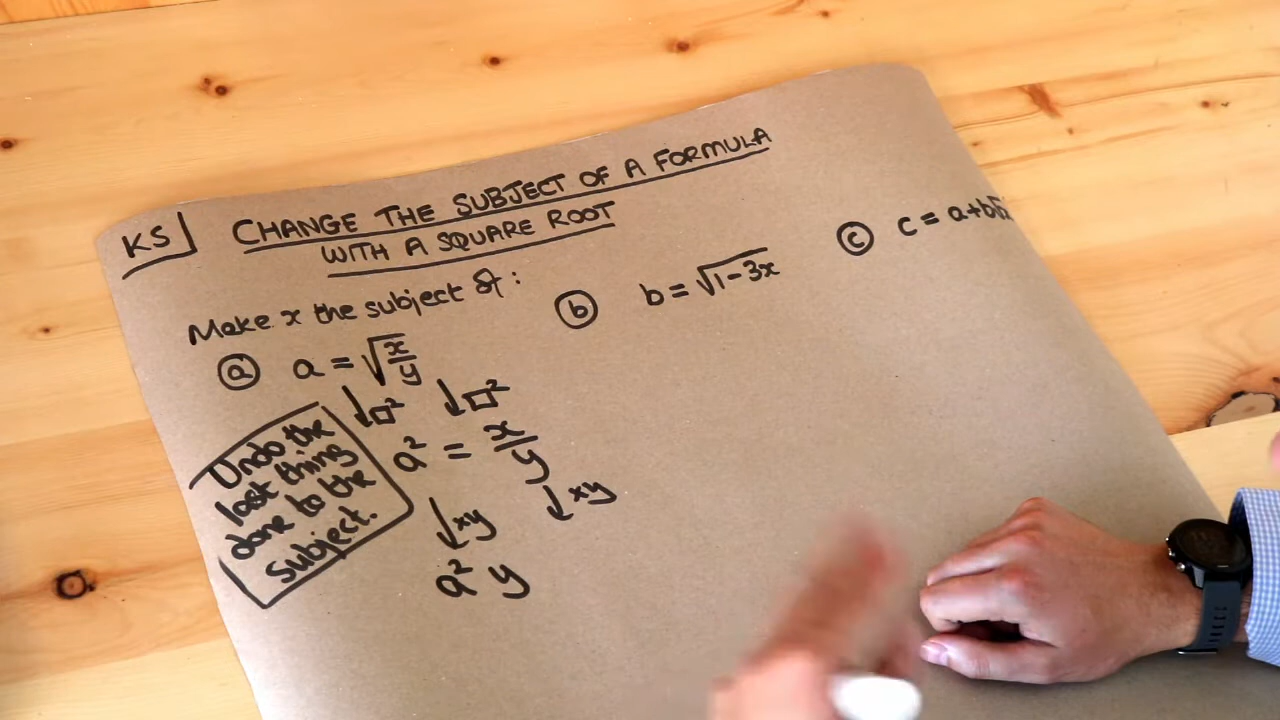 KS
CHANGE THE SUBJECT OF A FORMULA
WITH A SQUARE ROOT
Make x the subject of:
ⓐ a = √(x/y)
↓□² ↓□²
a² = x/y
↓xy ↓xy
a² y
Undo the
last thing
done to the
subject.
ⓑ b = √(1-3x)
ⓒ c = a+b√